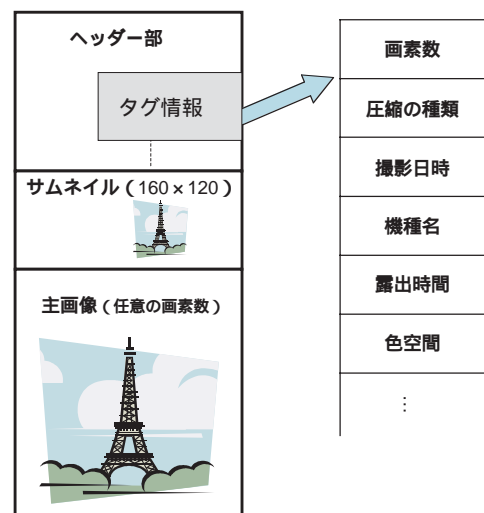 ヘッダー部
タグ情報
サムネイル(160×120)
主画像(任意の画素数)
画素数
圧縮の種類
撮影日時
機種名
露出時間
色空間
⋮